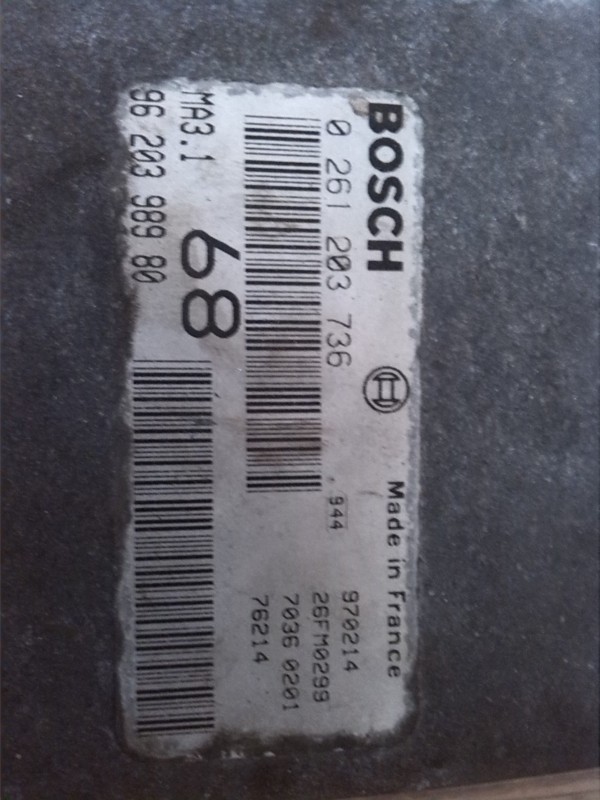 BOSCH
Made in France
0 261 203 736
.944
970214
26FM0299
7036 0201
76214
68
MA3.1
96 203 989 80